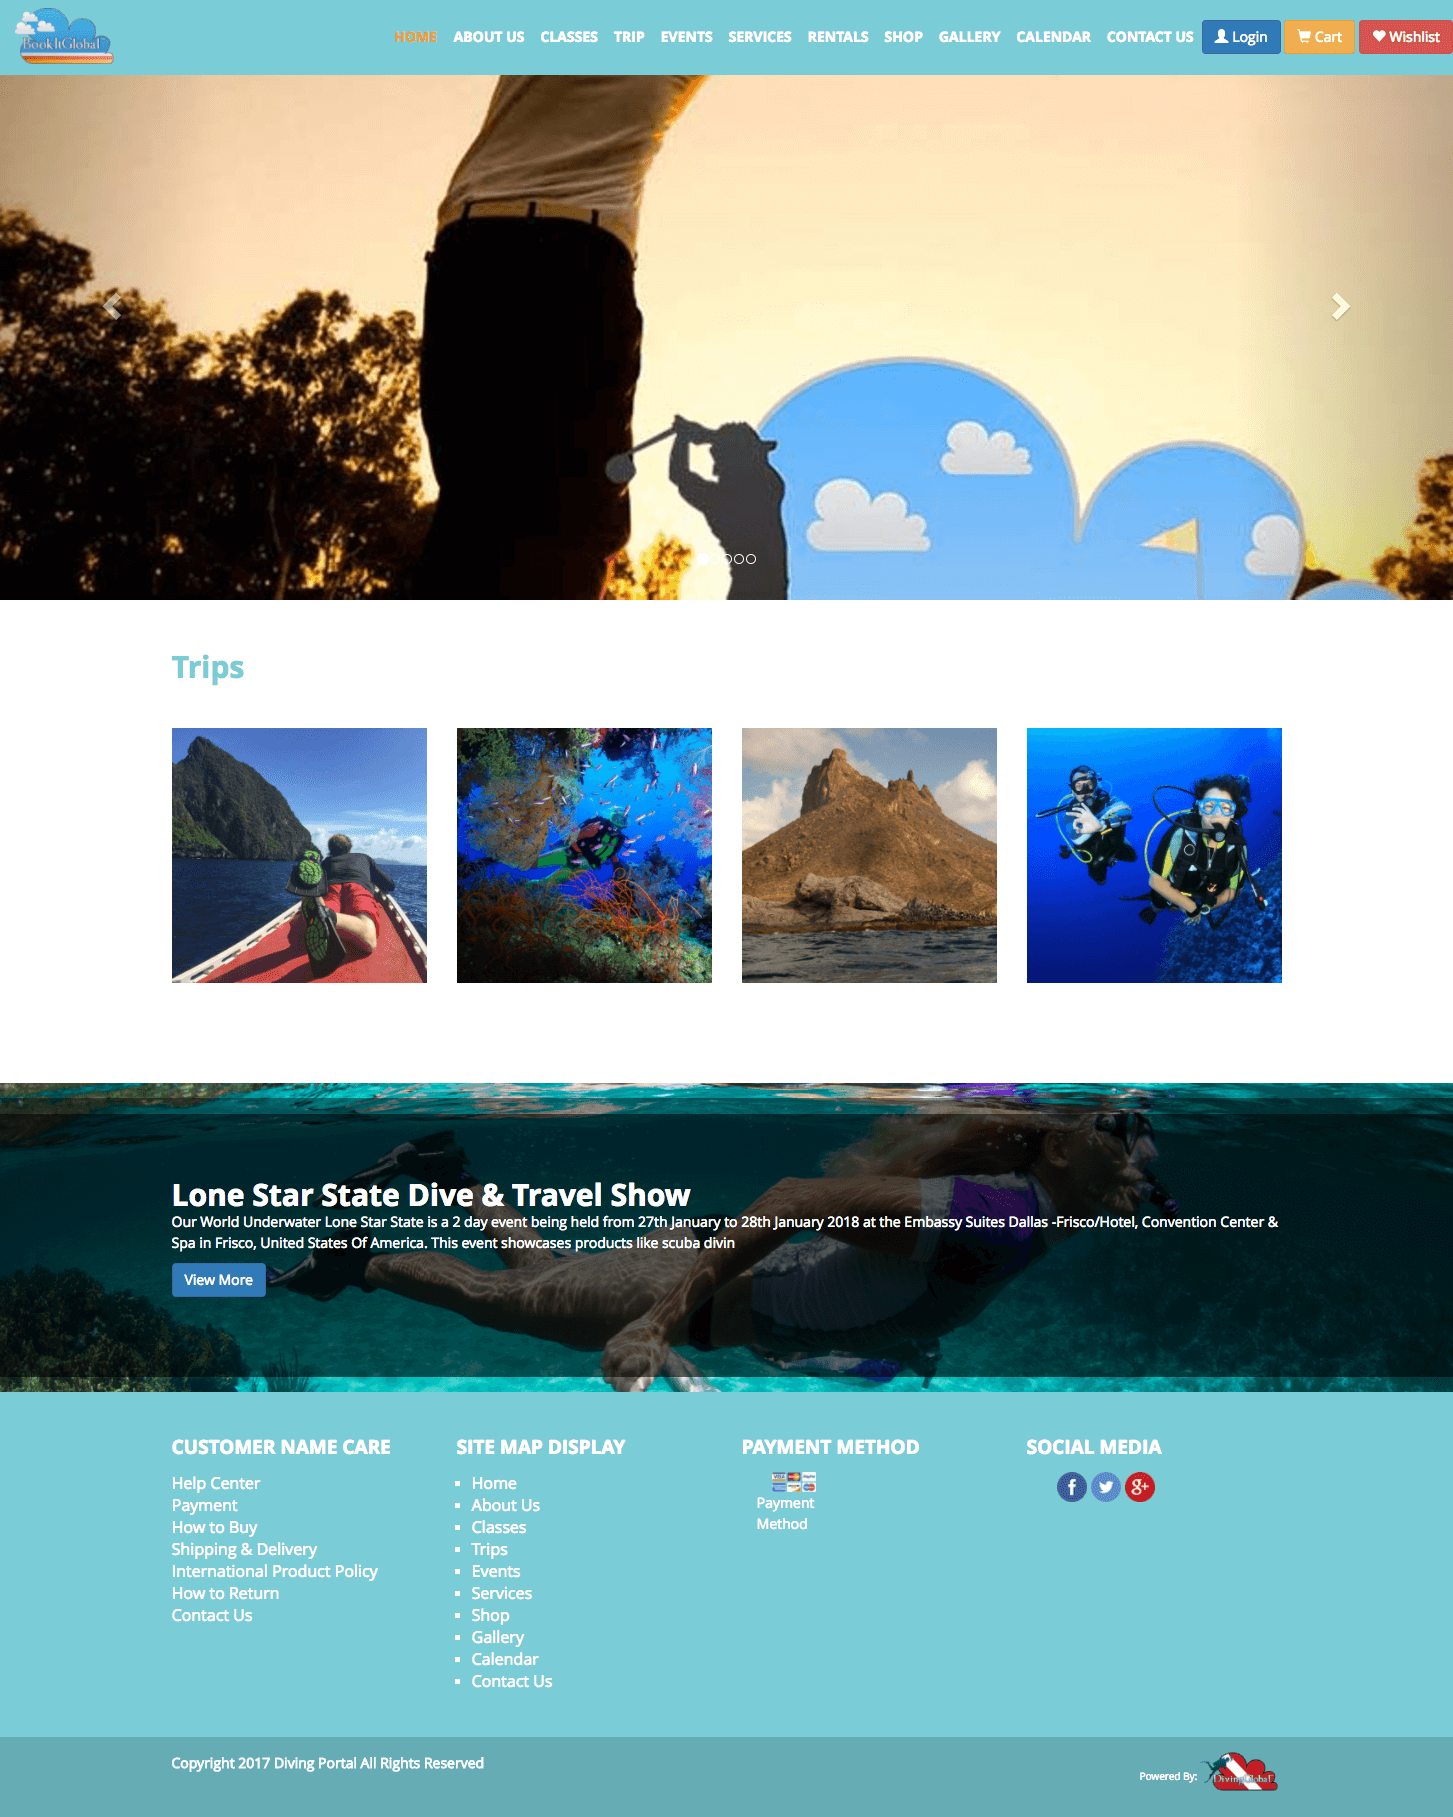 BookItGlobal
HOME ABOUT US CLASSES TRIP EVENTS SERVICES RENTALS SHOP GALLERY CALENDAR CONTACT US Login Cart Wishlist
Trips
Lone Star State Dive & Travel Show
Our World Underwater Lone Star State is a 2 day event being held from 27th January to 28th January 2018 at the Embassy Suites Dallas -Frisco/Hotel, Convention Center &
Spa in Frisco, United States Of America. This event showcases products like scuba divin
View More
CUSTOMER NAME CARE
Help Center
Payment
How to Buy
Shipping & Delivery
International Product Policy
How to Return
Contact Us
SITE MAP DISPLAY
Home
About Us
Classes
Trips
Events
Services
Shop
Gallery
Calendar
Contact Us
PAYMENT METHOD
Payment
Method
SOCIAL MEDIA
Copyright 2017 Diving Portal All Rights Reserved
Powered By:
DivingGlobal